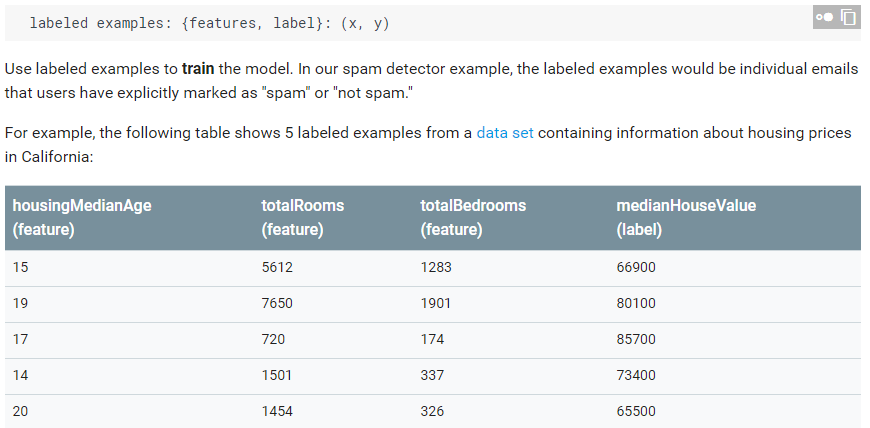 labeled examples: {features, label}: (x, y)
Use labeled examples to train the model. In our spam detector example, the labeled examples would be individual emails
that users have explicitly marked as "spam" or "not spam."
For example, the following table shows 5 labeled examples from a data set containing information about housing prices
in California:
housingMedianAge totalRooms totalBedrooms medianHouseValue
(feature) (feature) (feature) (label)
15 5612 1283 66900
19 7650 1901 80100
17 720 174 85700
14 1501 337 73400
20 1454 326 65500